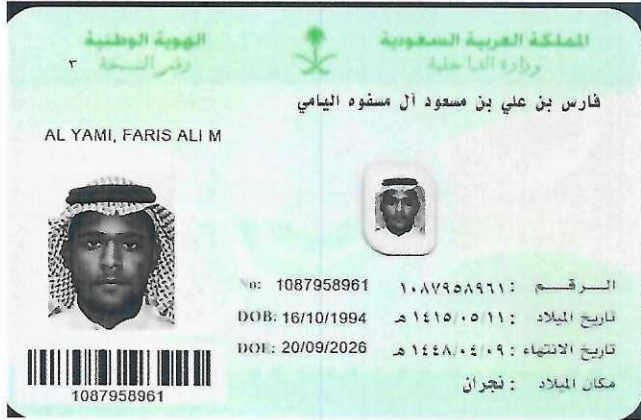 المملكة العربية السعودية
وزارة الداخلية
الهوية الوطنية
رقم النسخة
٣
فارس بن علي بن مسعود آل مسفوه اليامي
AL YAMI, FARIS ALI M
الرقم : ١٠٨٧٩٥٨٩٦١
No: 1087958961
تاريخ الميلاد : ١٤١٥/٠٥/١١ هـ
DOB: 16/10/1994
تاريخ الانتهاء : ١٤٤٨/٠٤/٠٩ هـ
DOE: 20/09/2026
مكان الميلاد : نجران
1087958961